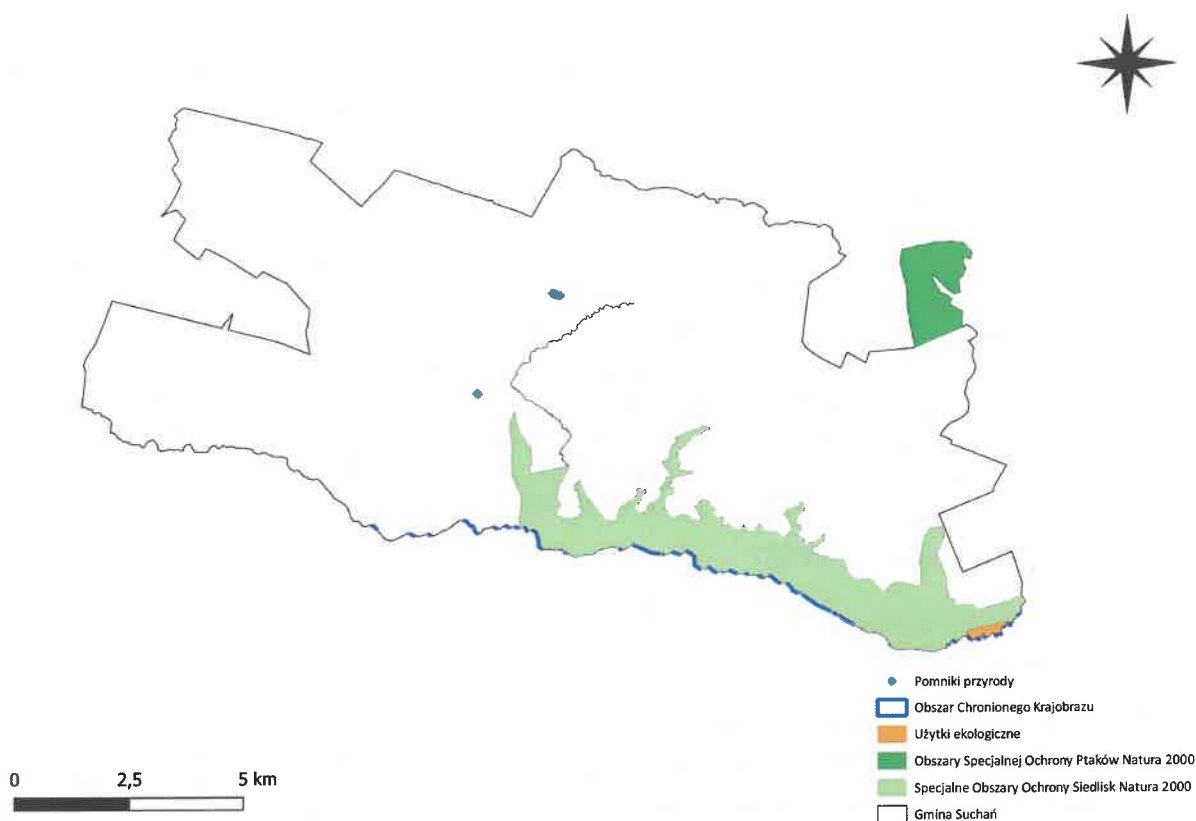 Pomniki przyrody
Obszar Chronionego Krajobrazu
Użytki ekologiczne
Obszary Specjalnej Ochrony Ptaków Natura 2000
Specjalne Obszary Ochrony Siedlisk Natura 2000
Gmina Suchań
0 2,5 5 km